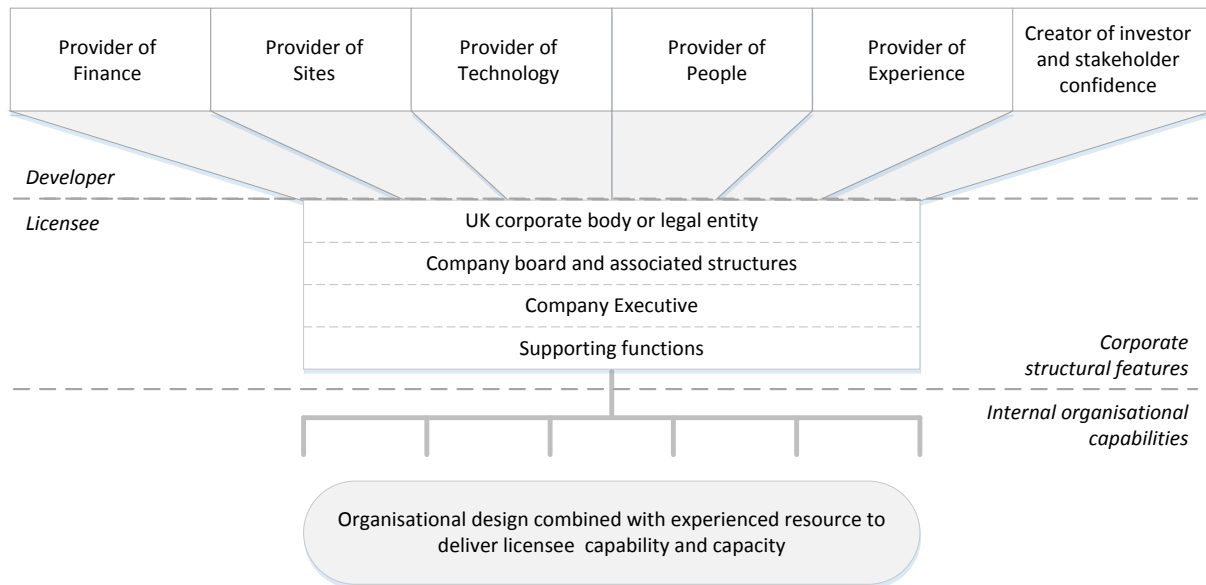 Provider of
Finance
Provider of
Sites
Provider of
Technology
Provider of
People
Provider of
Experience
Creator of investor
and stakeholder
confidence
Developer
Licensee
UK corporate body or legal entity
Company board and associated structures
Company Executive
Supporting functions
Corporate
structural features
Internal organisational
capabilities
Organisational design combined with experienced resource to
deliver licensee capability and capacity